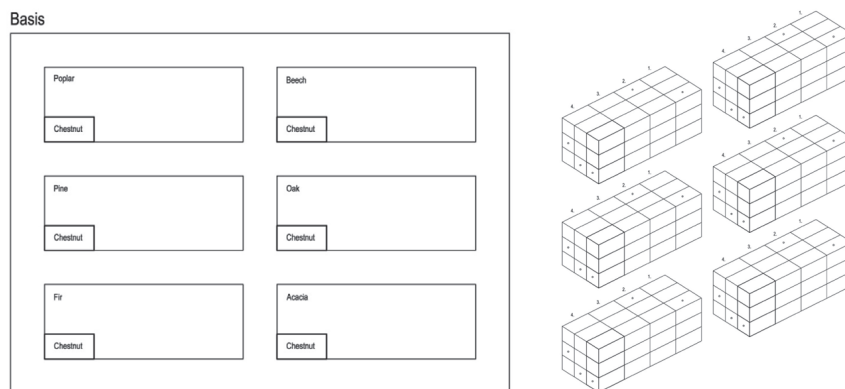 Basis
Poplar
Chestnut
Beech
Chestnut
Pine
Chestnut
Oak
Chestnut
Fir
Chestnut
Acacia
Chestnut
1.
2.
3.
4.
1.
2.
3.
4.
1.
2.
3.
4.
1.
2.
3.
4.
1.
2.
3.
4.
1.
2.
3.
4.